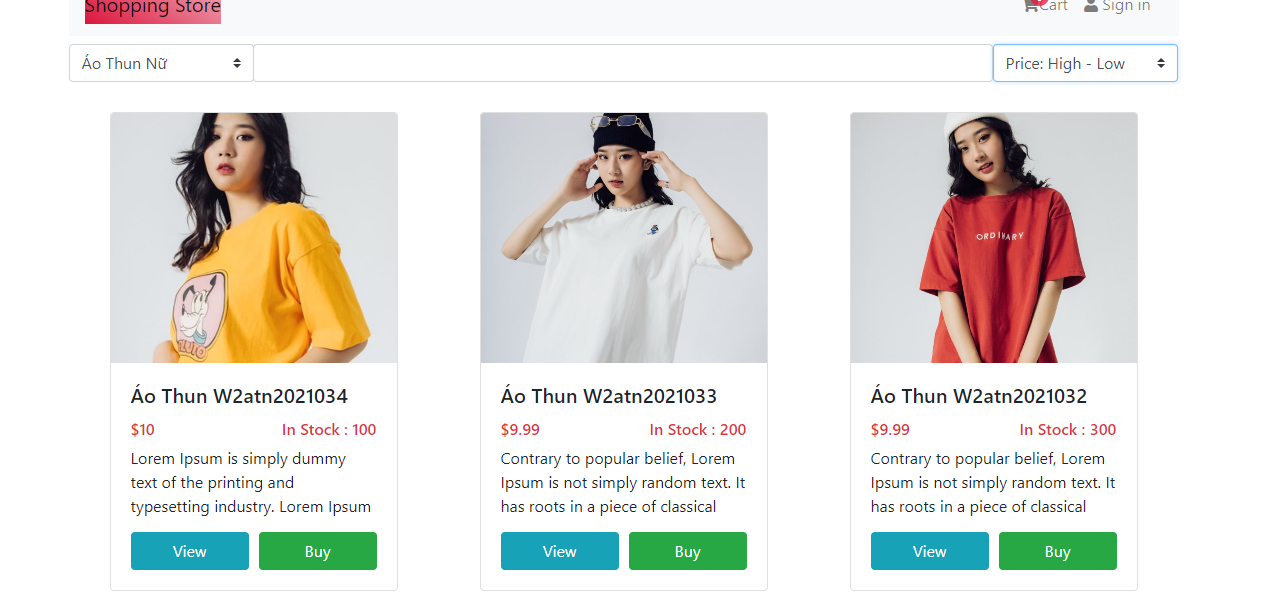 Shopping Store
Cart
Sign in
Áo Thun Nữ
Price: High - Low
ORDINARY
Áo Thun W2atn2021034
$10
In Stock : 100
Lorem Ipsum is simply dummy
text of the printing and
typesetting industry. Lorem Ipsum
View
Buy
Áo Thun W2atn2021033
$9.99
In Stock : 200
Contrary to popular belief, Lorem
Ipsum is not simply random text. It
has roots in a piece of classical
View
Buy
Áo Thun W2atn2021032
$9.99
In Stock : 300
Contrary to popular belief, Lorem
Ipsum is not simply random text. It
has roots in a piece of classical
View
Buy